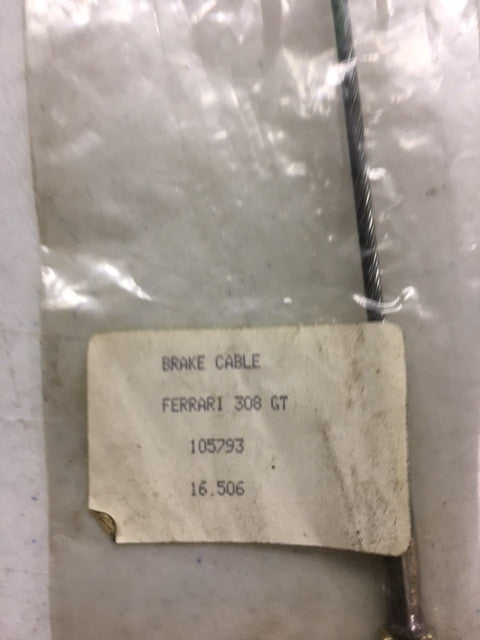 BRAKE CABLE
FERRARI 308 GT
105793
16.506